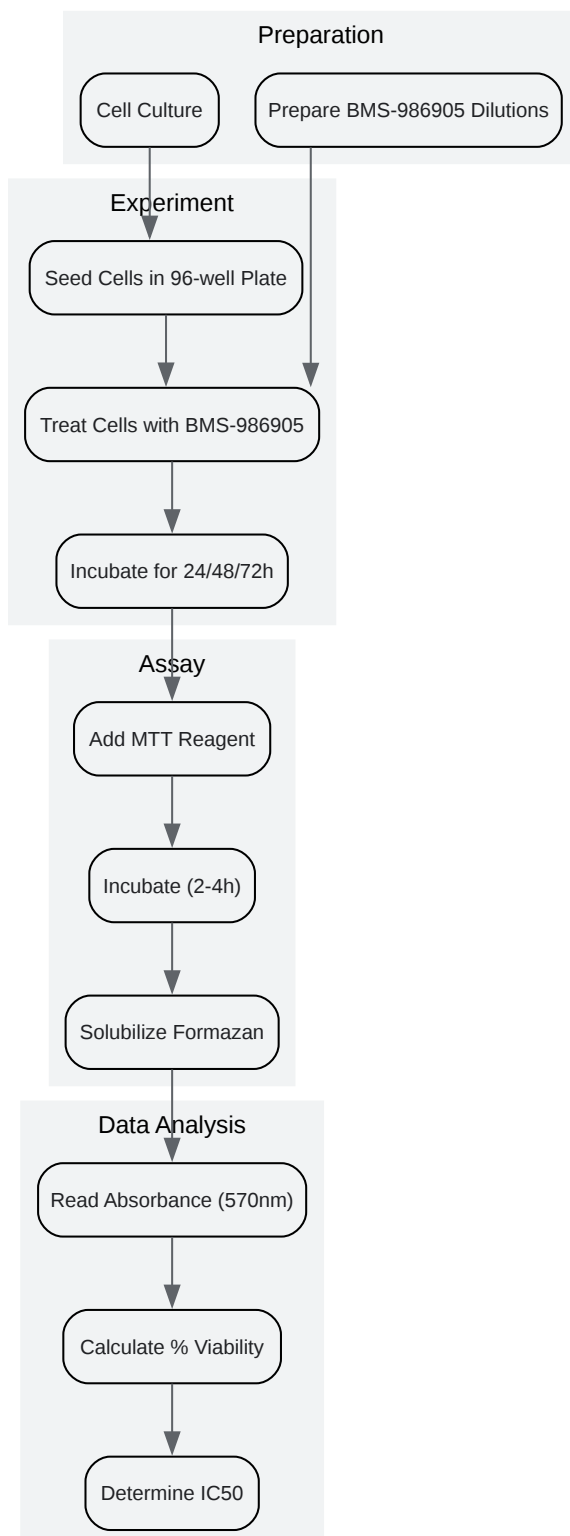 Preparation
Cell Culture
Prepare BMS-986905 Dilutions
Experiment
Seed Cells in 96-well Plate
Treat Cells with BMS-986905
Incubate for 24/48/72h
Assay
Add MTT Reagent
Incubate (2-4h)
Solubilize Formazan
Data Analysis
Read Absorbance (570nm)
Calculate % Viability
Determine IC50